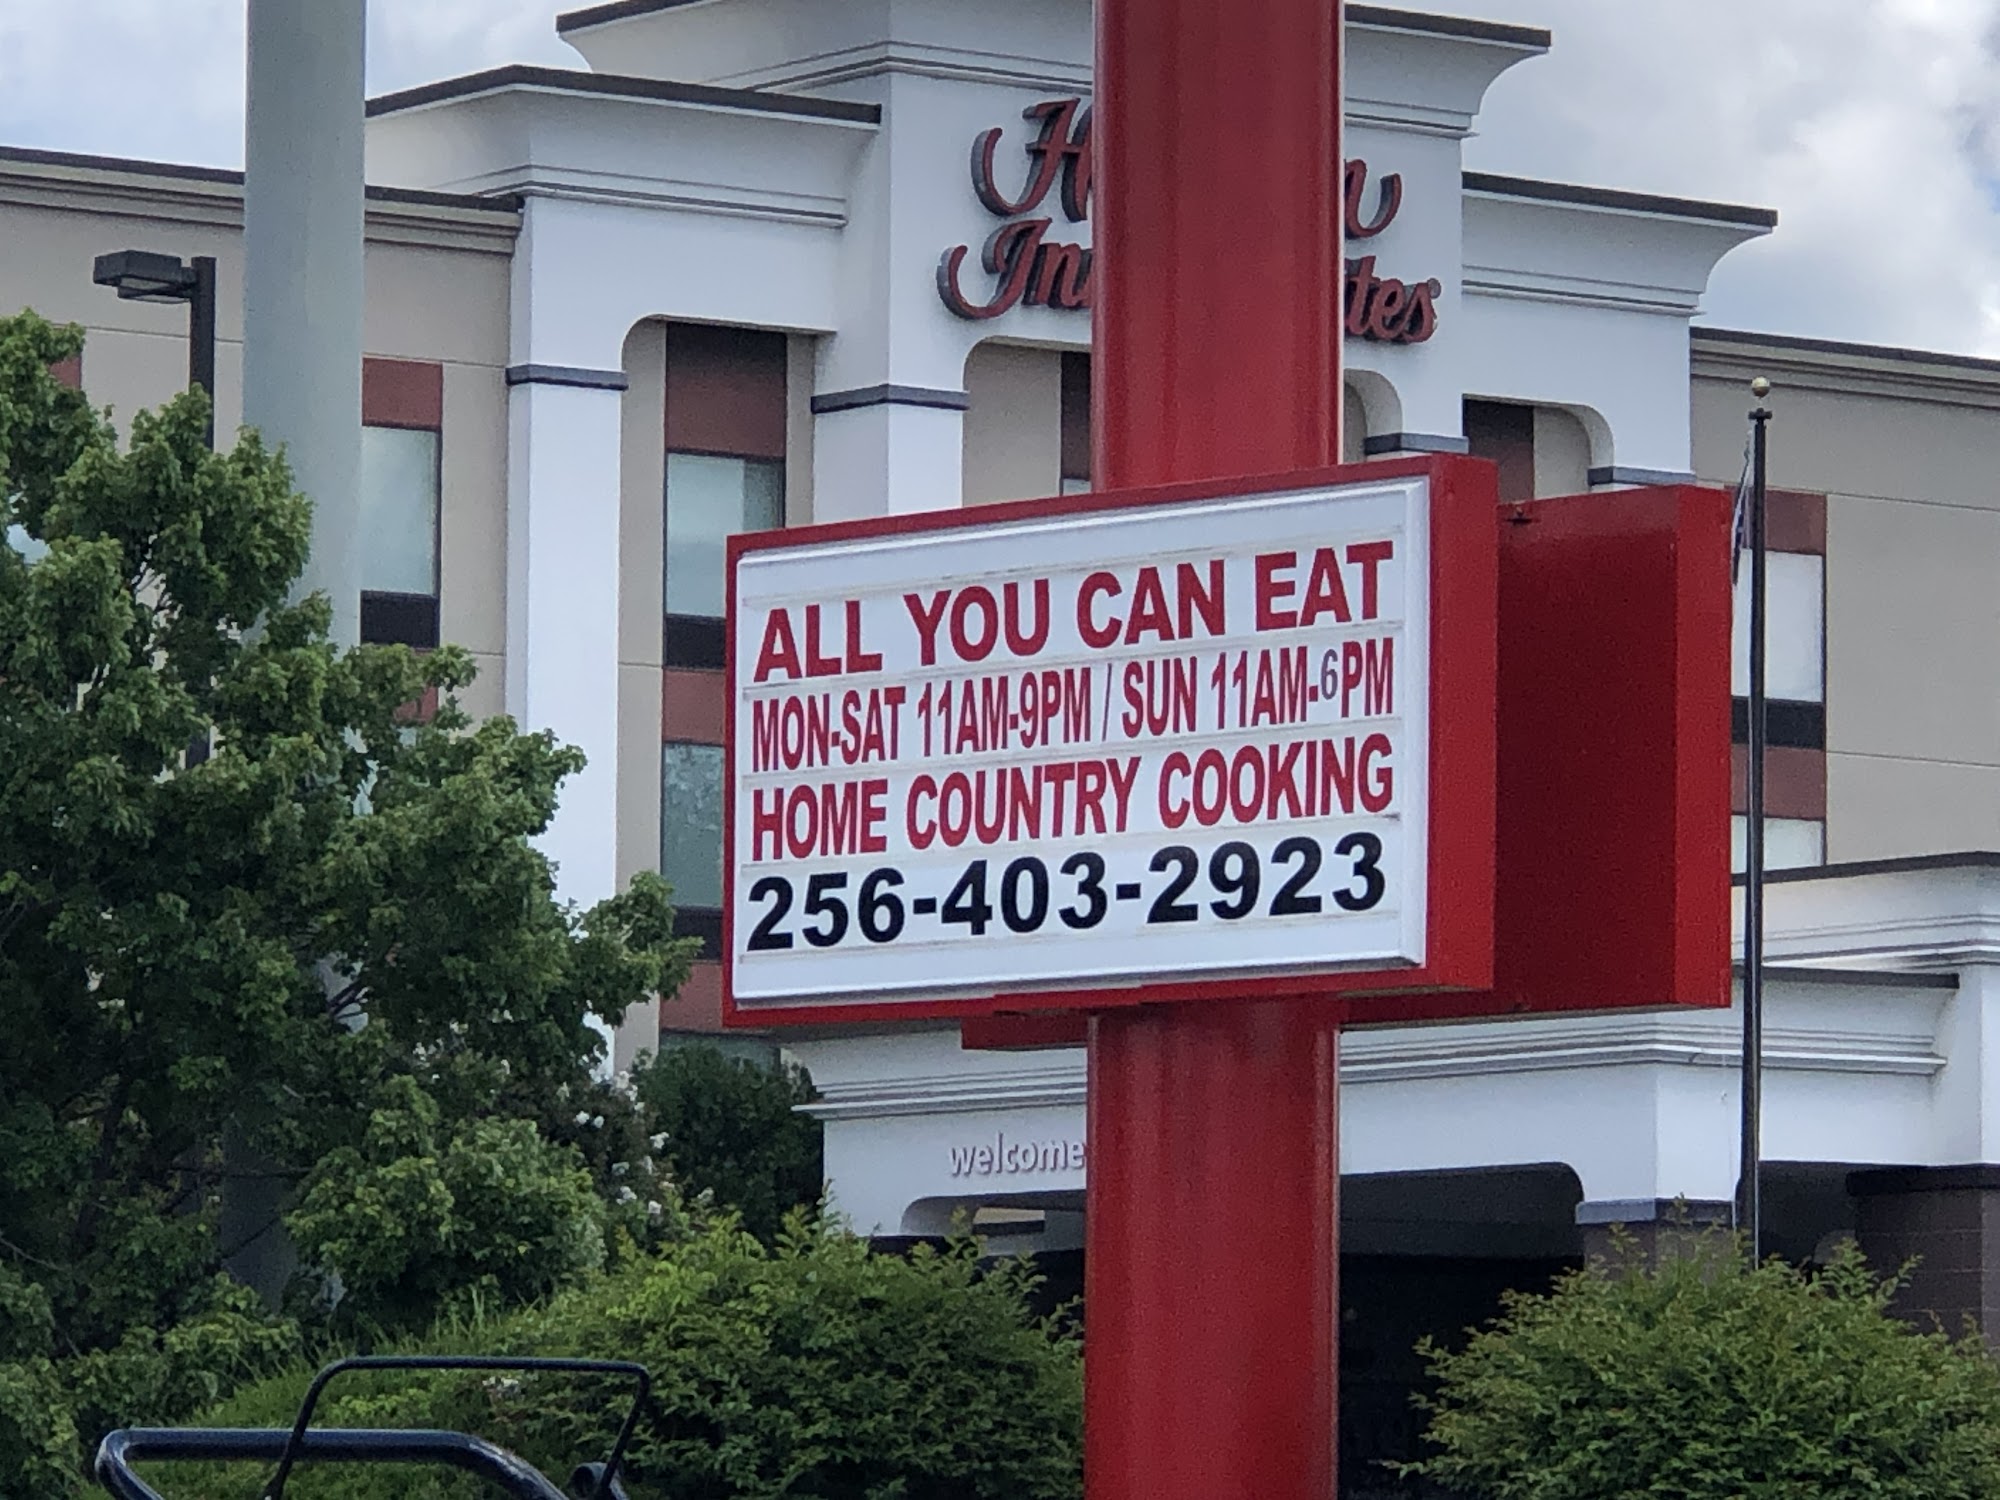 welcome
ALL YOU CAN EAT
MON-SAT 11AM-9PM / SUN 11AM-6PM
HOME COUNTRY COOKING
256-403-2923